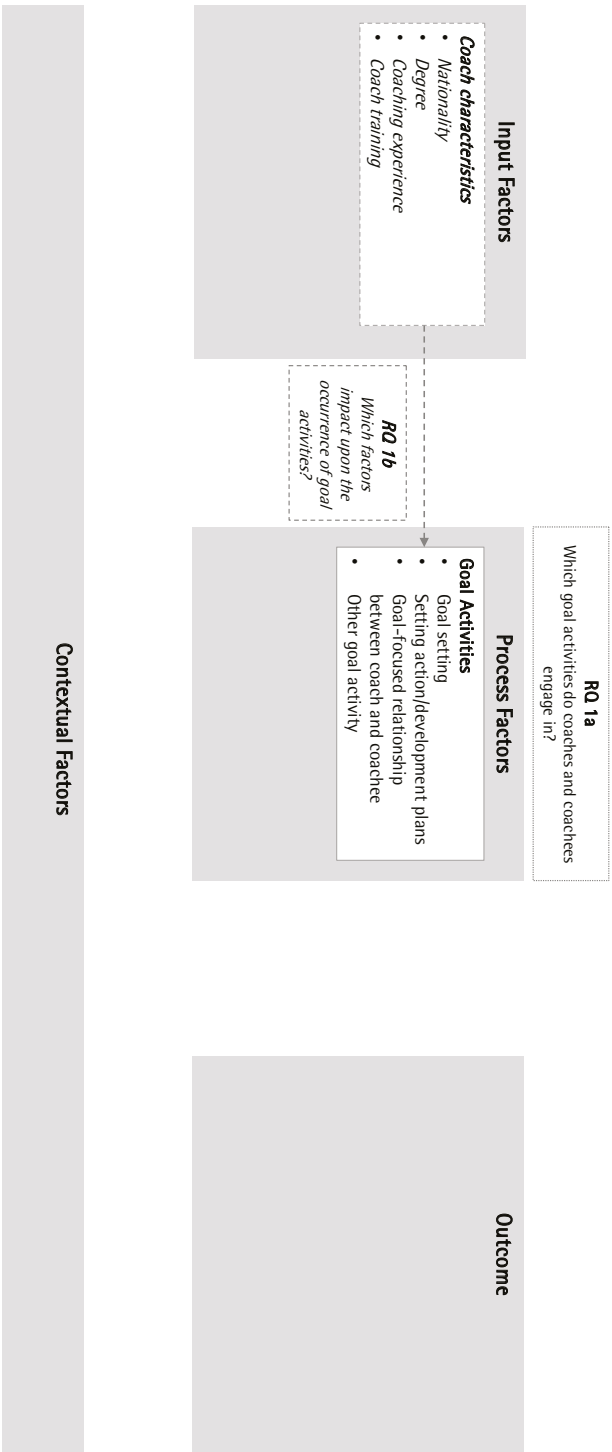 RQ 1a
Which goal activities do coaches and coachees
engage in?
Input Factors
Coach characteristics
• Nationality
• Degree
• Coaching experience
• Coach training
RQ 1b
Which factors
impact upon the
occurrence of goal
activities?
Process Factors
Goal Activities
• Goal setting
• Setting action/development plans
• Goal-focused relationship
between coach and coachee
• Other goal activity
Outcome
Contextual Factors